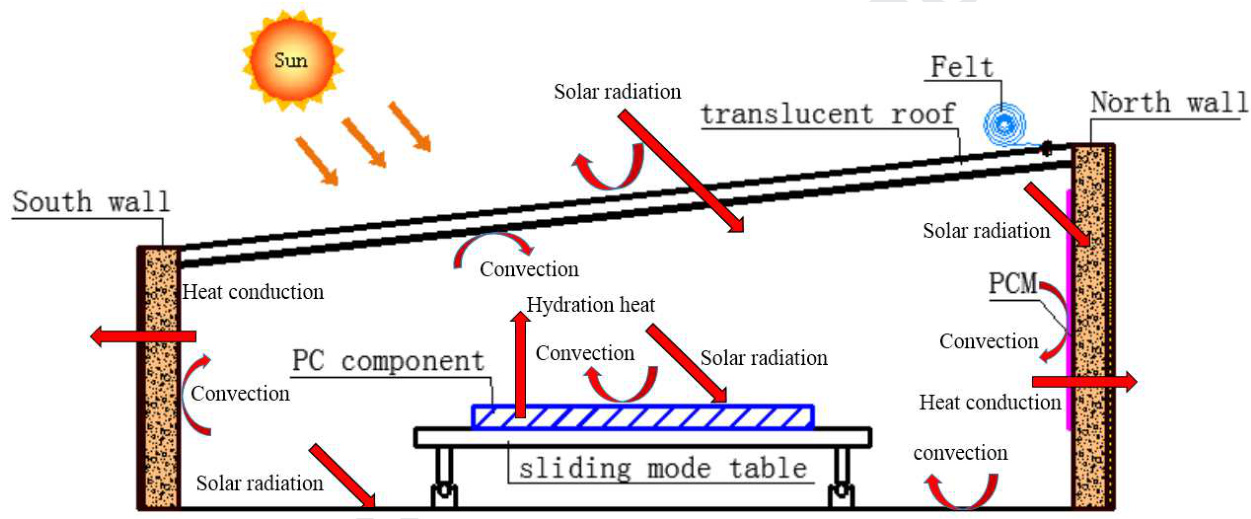 Sun
Felt
Solar radiation
translucent roof
North wall
South wall
Solar radiation
Convection
Heat conduction
PCM
Hydration heat
Convection
Convection
PC component
Solar radiation
Convection
Heat conduction
convection
sliding mode table
Solar radiation